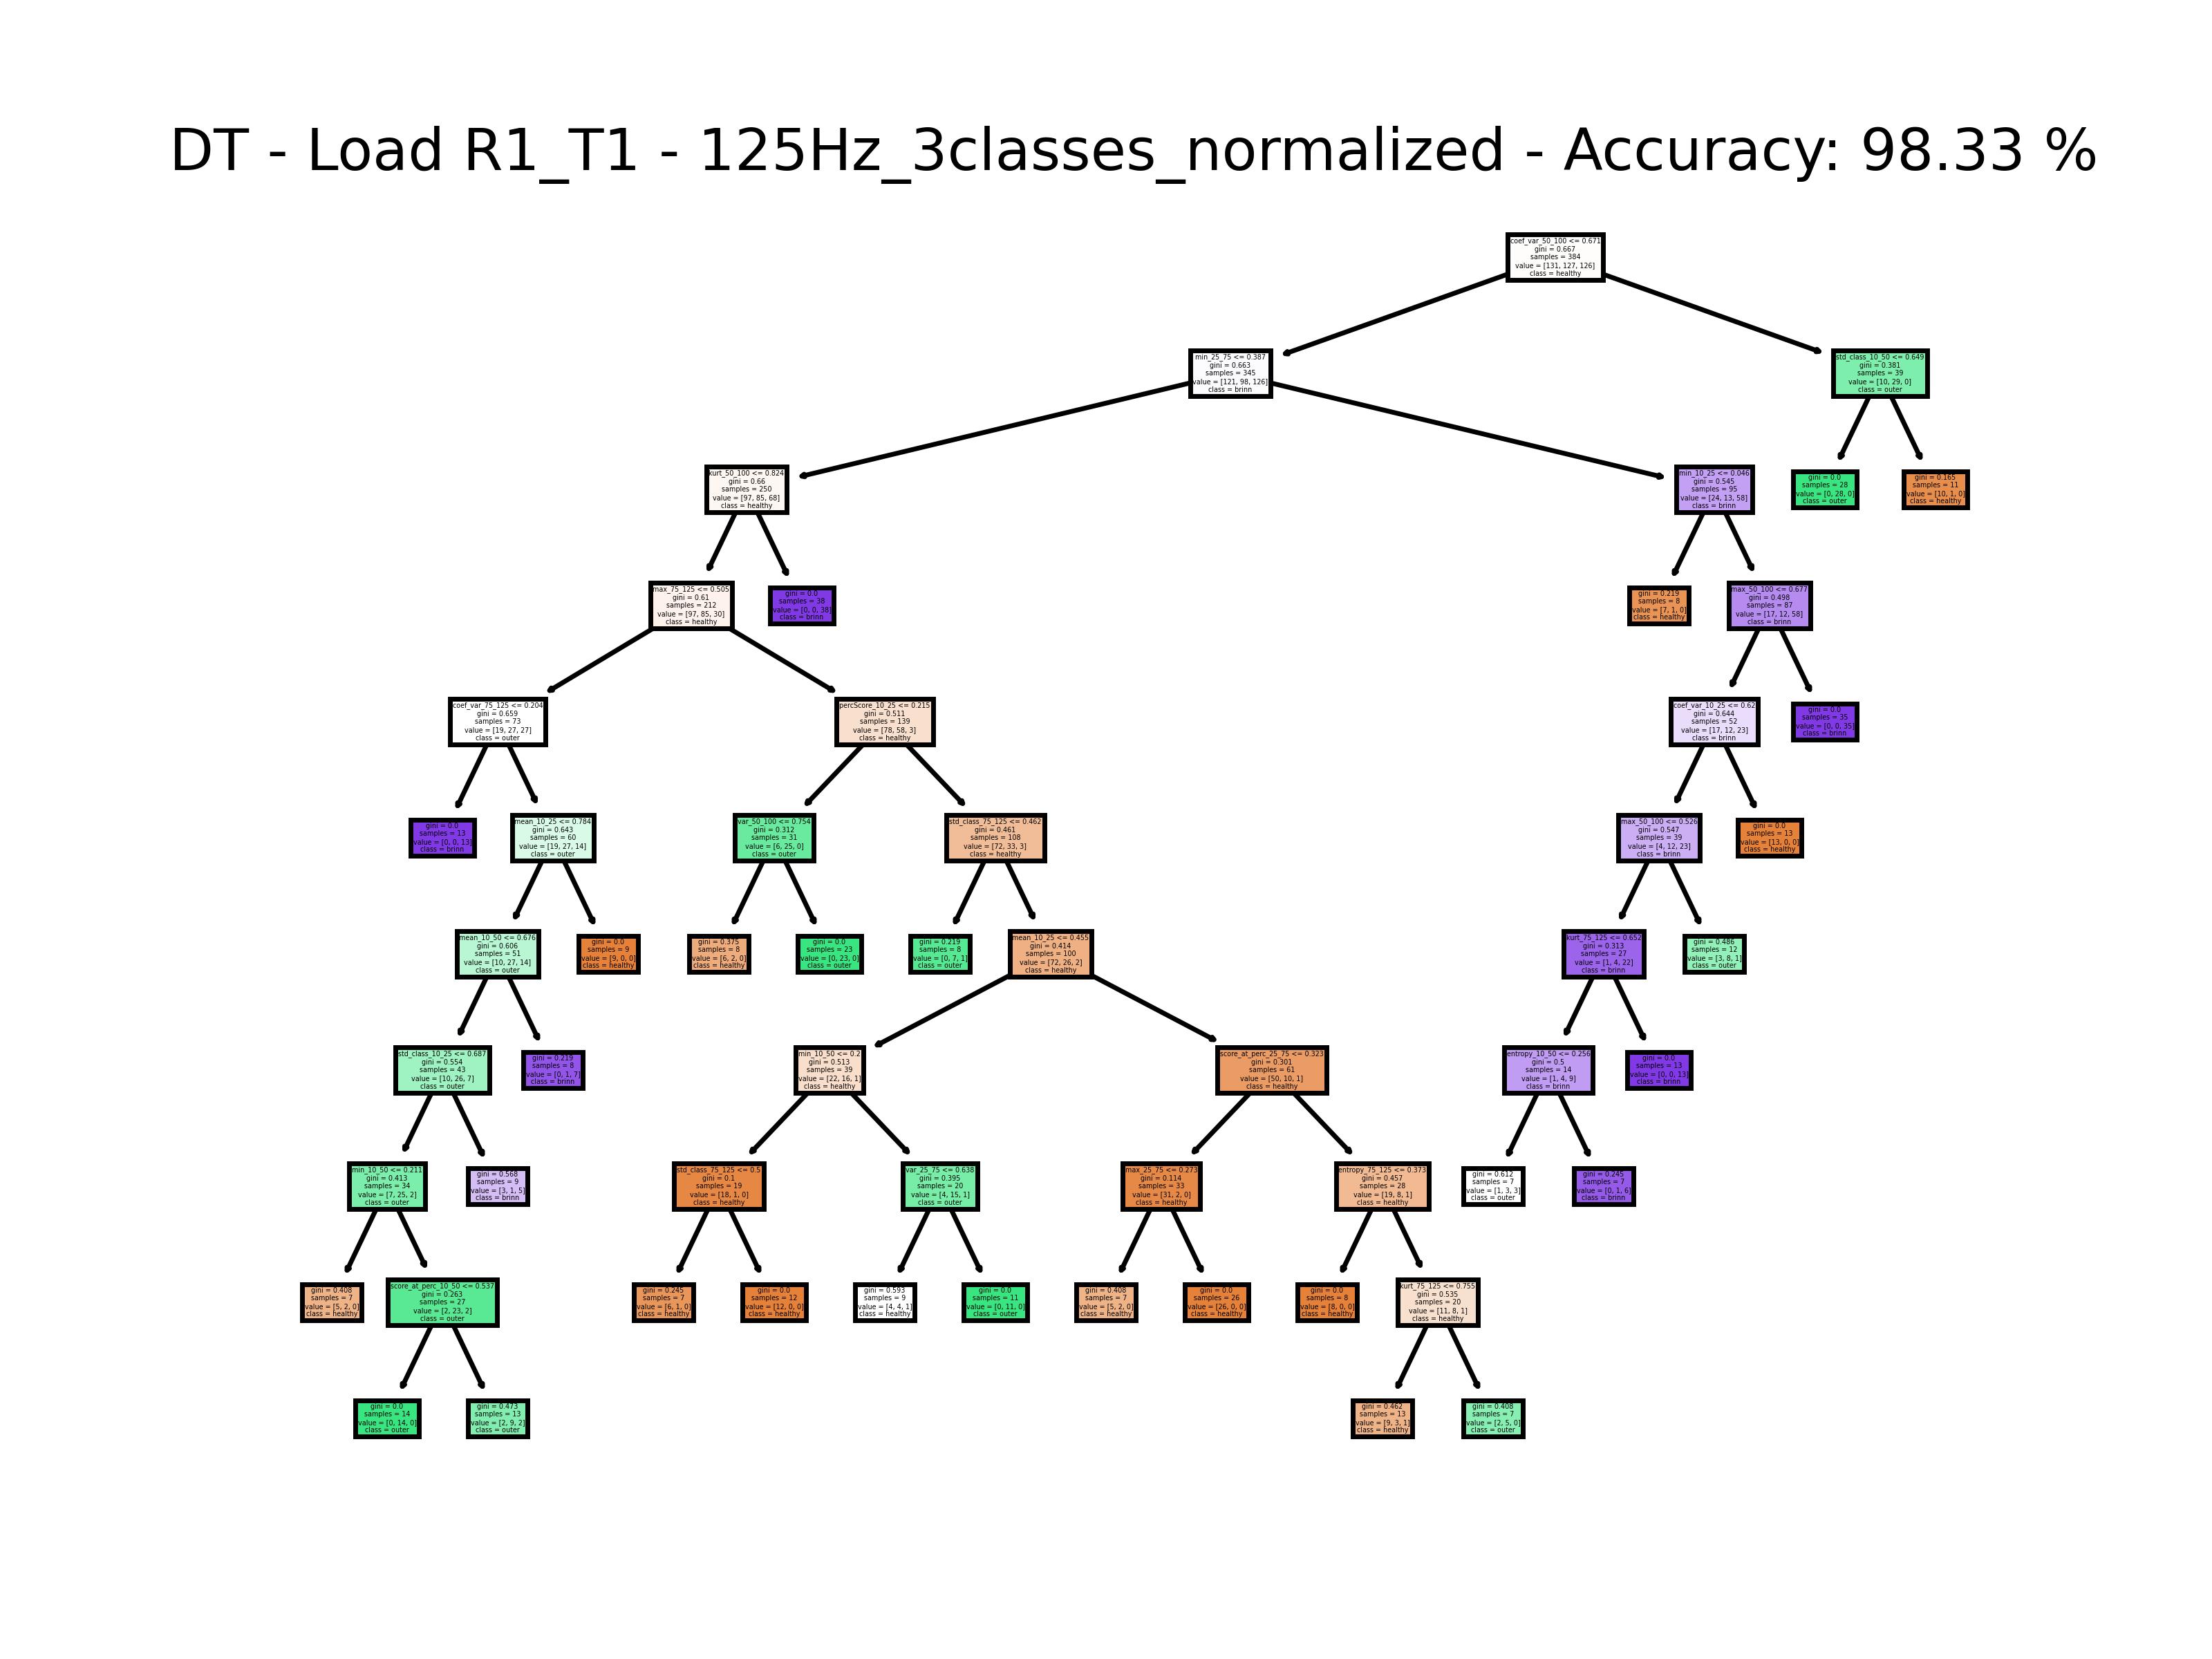 DT - Load R1_T1 - 125Hz_3classes_normalized - Accuracy: 98.33 %
coef_var_50_100 <= 0.671
gini = 0.667
samples = 384
value = [131, 127, 126]
class = healthy
min_25_75 <= 0.387
gini = 0.663
samples = 345
value = [121, 98, 126]
class = brinn
std_class_10_50 <= 0.649
gini = 0.381
samples = 39
value = [10, 29, 0]
class = outer
kurt_50_100 <= 0.824
gini = 0.66
samples = 250
value = [97, 85, 68]
class = healthy
min_10_25 <= 0.046
gini = 0.545
samples = 95
value = [24, 13, 58]
class = brinn
gini = 0.0
samples = 28
value = [0, 28, 0]
class = outer
gini = 0.165
samples = 11
value = [10, 1, 0]
class = healthy
max_75_125 <= 0.505
gini = 0.61
samples = 212
value = [97, 85, 30]
class = healthy
gini = 0.0
samples = 38
value = [0, 0, 38]
class = brinn
gini = 0.219
samples = 8
value = [7, 1, 0]
class = healthy
max_50_100 <= 0.677
gini = 0.498
samples = 87
value = [17, 12, 58]
class = brinn
coef_var_75_125 <= 0.204
gini = 0.659
samples = 73
value = [19, 27, 27]
class = outer
percScore_10_25 <= 0.215
gini = 0.511
samples = 139
value = [78, 58, 3]
class = healthy
coef_var_10_25 <= 0.62
gini = 0.644
samples = 52
value = [17, 12, 23]
class = brinn
gini = 0.0
samples = 35
value = [0, 0, 35]
class = brinn
gini = 0.0
samples = 13
value = [0, 0, 13]
class = brinn
mean_10_25 <= 0.784
gini = 0.643
samples = 60
value = [19, 27, 14]
class = outer
var_50_100 <= 0.754
gini = 0.312
samples = 31
value = [6, 25, 0]
class = outer
std_class_75_125 <= 0.462
gini = 0.461
samples = 108
value = [72, 33, 3]
class = healthy
max_50_100 <= 0.526
gini = 0.547
samples = 39
value = [4, 12, 23]
class = brinn
gini = 0.0
samples = 13
value = [13, 0, 0]
class = healthy
mean_10_50 <= 0.676
gini = 0.606
samples = 51
value = [10, 27, 14]
class = outer
gini = 0.0
samples = 9
value = [9, 0, 0]
class = healthy
gini = 0.375
samples = 8
value = [6, 2, 0]
class = healthy
gini = 0.0
samples = 23
value = [0, 23, 0]
class = outer
gini = 0.219
samples = 8
value = [0, 7, 1]
class = outer
mean_10_25 <= 0.455
gini = 0.414
samples = 100
value = [72, 26, 2]
class = healthy
kurt_75_125 <= 0.652
gini = 0.313
samples = 27
value = [1, 4, 22]
class = brinn
gini = 0.486
samples = 12
value = [3, 8, 1]
class = outer
std_class_10_25 <= 0.687
gini = 0.554
samples = 43
value = [10, 26, 7]
class = outer
gini = 0.219
samples = 8
value = [0, 1, 7]
class = brinn
min_10_50 <= 0.2
gini = 0.513
samples = 39
value = [22, 16, 1]
class = healthy
score_at_perc_25_75 <= 0.323
gini = 0.301
samples = 61
value = [50, 10, 1]
class = healthy
entropy_10_50 <= 0.256
gini = 0.5
samples = 14
value = [1, 4, 9]
class = brinn
gini = 0.0
samples = 13
value = [0, 0, 13]
class = brinn
min_10_50 <= 0.211
gini = 0.413
samples = 34
value = [7, 25, 2]
class = outer
gini = 0.568
samples = 9
value = [3, 1, 5]
class = brinn
std_class_75_125 <= 0.5
gini = 0.1
samples = 19
value = [18, 1, 0]
class = healthy
var_25_75 <= 0.638
gini = 0.395
samples = 20
value = [4, 15, 1]
class = outer
max_25_75 <= 0.273
gini = 0.114
samples = 33
value = [31, 2, 0]
class = healthy
entropy_75_125 <= 0.373
gini = 0.457
samples = 28
value = [19, 8, 1]
class = healthy
gini = 0.612
samples = 7
value = [1, 3, 3]
class = outer
gini = 0.245
samples = 7
value = [0, 1, 6]
class = brinn
gini = 0.408
samples = 7
value = [5, 2, 0]
class = healthy
score_at_perc_10_50 <= 0.537
gini = 0.263
samples = 27
value = [2, 23, 2]
class = outer
gini = 0.245
samples = 7
value = [6, 1, 0]
class = healthy
gini = 0.0
samples = 12
value = [12, 0, 0]
class = healthy
gini = 0.593
samples = 9
value = [4, 4, 1]
class = healthy
gini = 0.0
samples = 11
value = [0, 11, 0]
class = outer
gini = 0.408
samples = 7
value = [5, 2, 0]
class = healthy
gini = 0.0
samples = 26
value = [26, 0, 0]
class = healthy
gini = 0.0
samples = 8
value = [8, 0, 0]
class = healthy
kurt_75_125 <= 0.755
gini = 0.535
samples = 20
value = [11, 8, 1]
class = healthy
gini = 0.0
samples = 14
value = [0, 14, 0]
class = outer
gini = 0.473
samples = 13
value = [2, 9, 2]
class = outer
gini = 0.462
samples = 13
value = [9, 3, 1]
class = healthy
gini = 0.408
samples = 7
value = [2, 5, 0]
class = outer